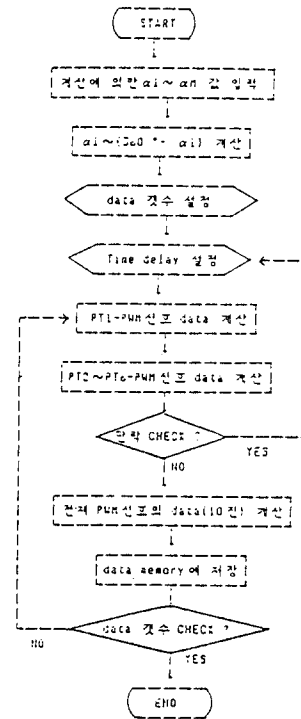 START
계산에 의한 α1~αM 값 입력
α1~(360°- α1) 계산
data 갯수 설정
Time delay 설정
PT1-PWM신호 data 계산
PT2~PT6-PWM신호 data 계산
단락 CHECK ?
YES
NO
전체 PWM신호의 data(10진) 계산
data memory에 저장
data 갯수 CHECK ?
NO
YES
END